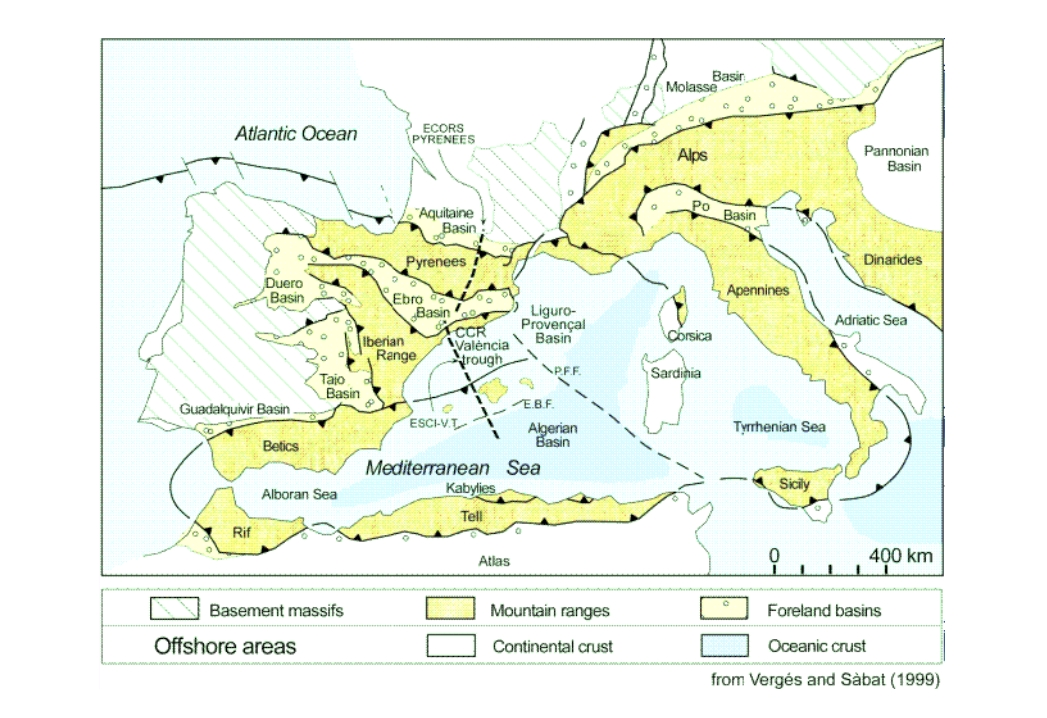 Basin
Molasse
Atlantic Ocean
ECORS
PYRENEES
Alps
Pannonian
Basin
Aquitaine
Basin
Po
Basin
Pyrenees
Dinarides
Duero
Basin
Ebro
Basin
Apennines
Liguro-
Provençal
Basin
Adriatic Sea
CCR
València
trough
Corsica
Iberian
Range
P.F.F.
Sardinia
Tajo
Basin
Guadalquivir Basin
E.B.F.
ESCI-V.T.
Algerian
Basin
Tyrrhenian Sea
Betics
Mediterranean Sea
Kabylies
Sicily
Alboran Sea
Tell
Rif
Atlas
0 400 km
Basement massifs
Mountain ranges
Foreland basins
Offshore areas
Continental crust
Oceanic crust
from Vergés and Sàbat (1999)